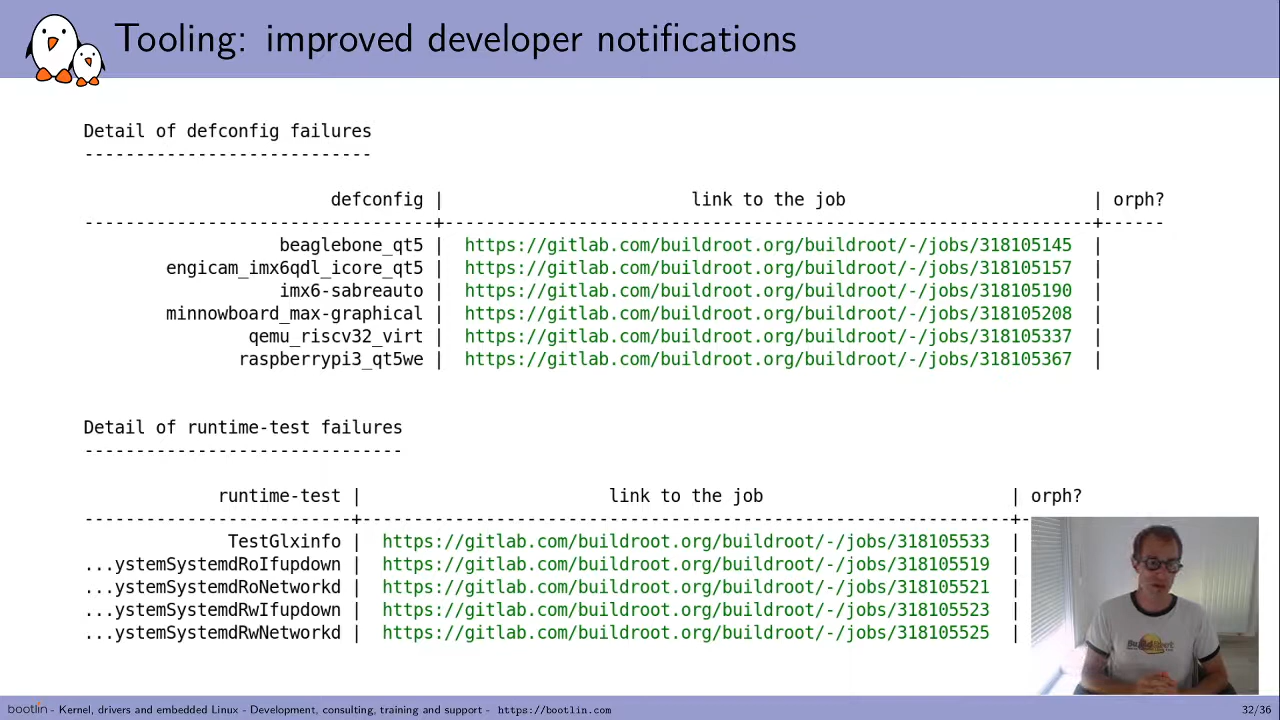 Tooling: improved developer notifications
Detail of defconfig failures
----------------------------
defconfig | link to the job | orph?
----------------------------------+----------------------------------------------------------------+------
beaglebone_qt5 | https://gitlab.com/buildroot.org/buildroot/-/jobs/318105145 |
engicam_imx6qdl_icore_qt5 | https://gitlab.com/buildroot.org/buildroot/-/jobs/318105157 |
imx6-sabreauto | https://gitlab.com/buildroot.org/buildroot/-/jobs/318105190 |
minnowboard_max-graphical | https://gitlab.com/buildroot.org/buildroot/-/jobs/318105208 |
qemu_riscv32_virt | https://gitlab.com/buildroot.org/buildroot/-/jobs/318105337 |
raspberrypi3_qt5we | https://gitlab.com/buildroot.org/buildroot/-/jobs/318105367 |
Detail of runtime-test failures
-------------------------------
runtime-test | link to the job | orph?
--------------------------+---------------------------------------------------------------+-
TestGlxinfo | https://gitlab.com/buildroot.org/buildroot/-/jobs/318105533 |
...ystemSystemdRoIfupdown | https://gitlab.com/buildroot.org/buildroot/-/jobs/318105519 |
...ystemSystemdRoNetworkd | https://gitlab.com/buildroot.org/buildroot/-/jobs/318105521 |
...ystemSystemdRwIfupdown | https://gitlab.com/buildroot.org/buildroot/-/jobs/318105523 |
...ystemSystemdRwNetworkd | https://gitlab.com/buildroot.org/buildroot/-/jobs/318105525 |
BuildRoot
bootlin - Kernel, drivers and embedded Linux - Development, consulting, training and support - https://bootlin.com 32/36